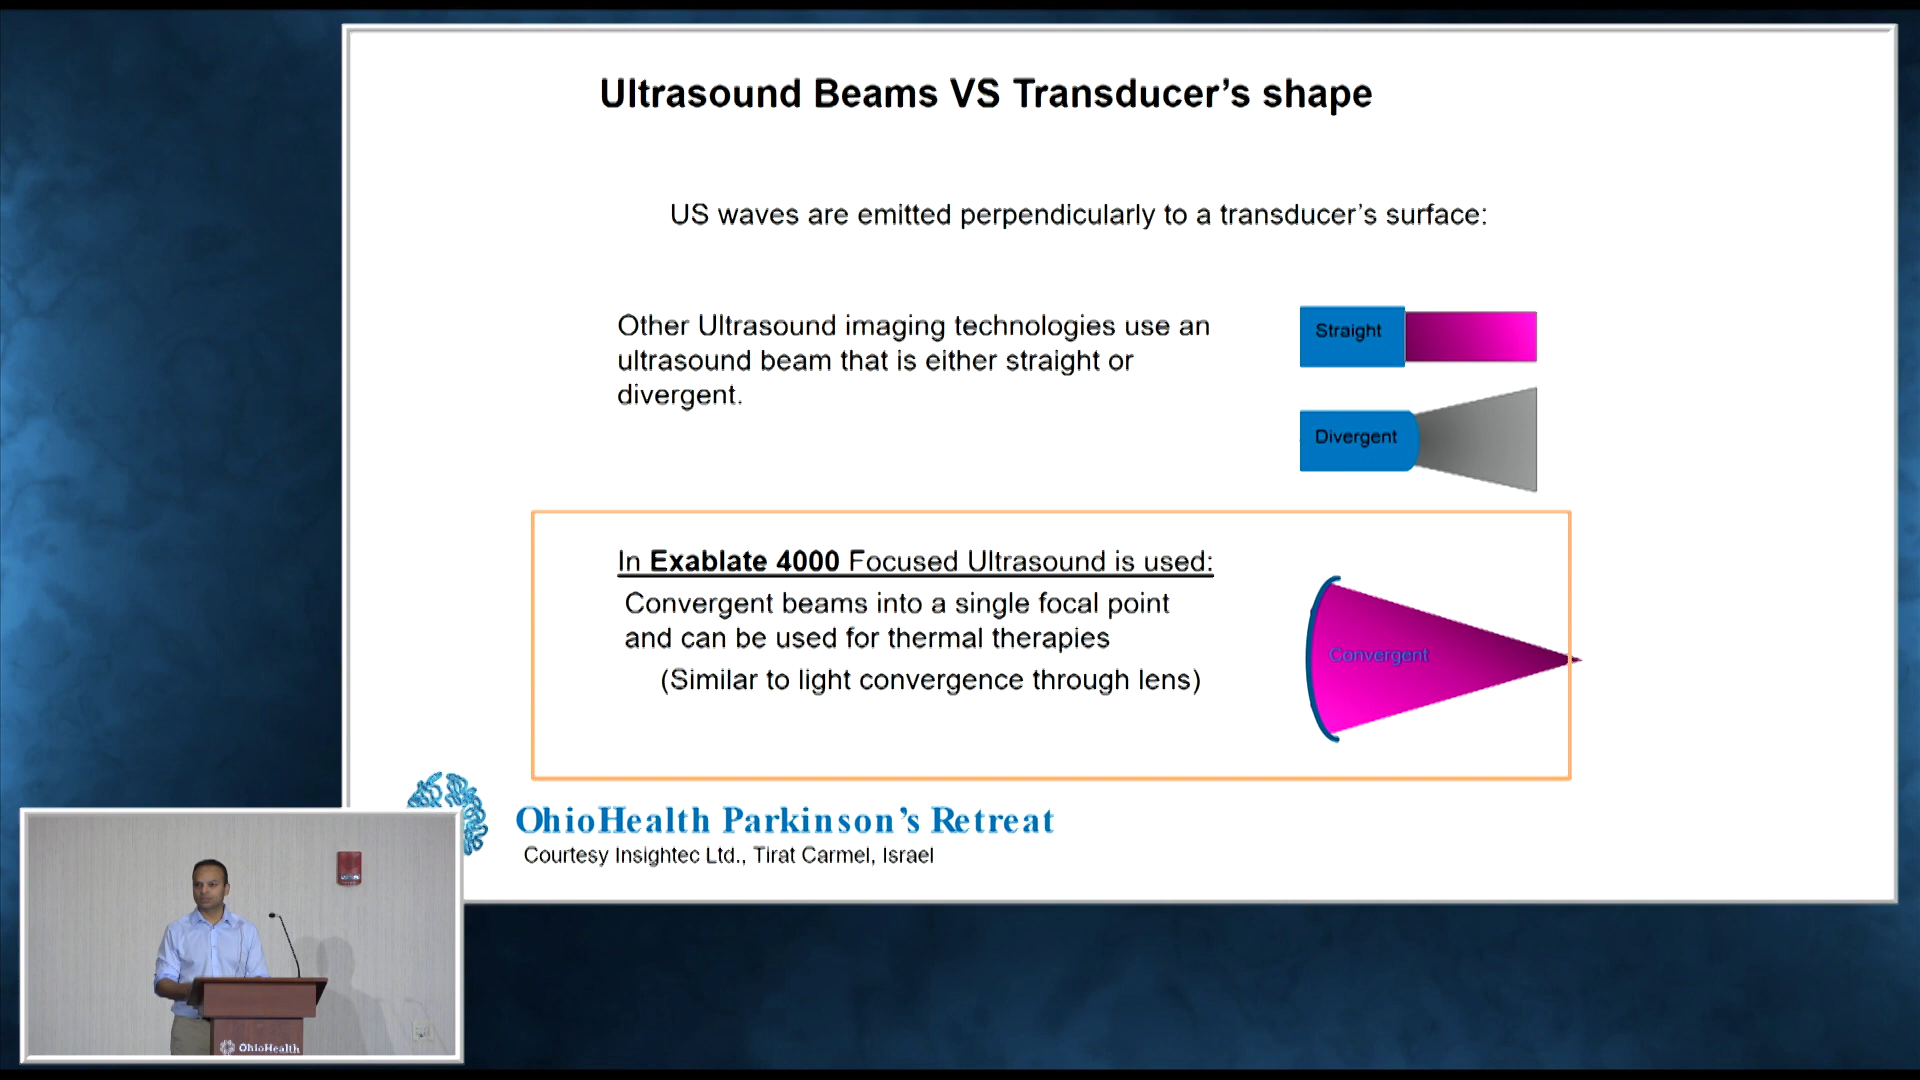 Ultrasound Beams VS Transducer’s shape
US waves are emitted perpendicularly to a transducer’s surface:
Other Ultrasound imaging technologies use an
ultrasound beam that is either straight or
divergent.
Straight
Divergent
In Exablate 4000 Focused Ultrasound is used:
Convergent beams into a single focal point
and can be used for thermal therapies
(Similar to light convergence through lens)
Convergent
OhioHealth Parkinson’s Retreat
Courtesy Insightec Ltd., Tirat Carmel, Israel
OhioHealth